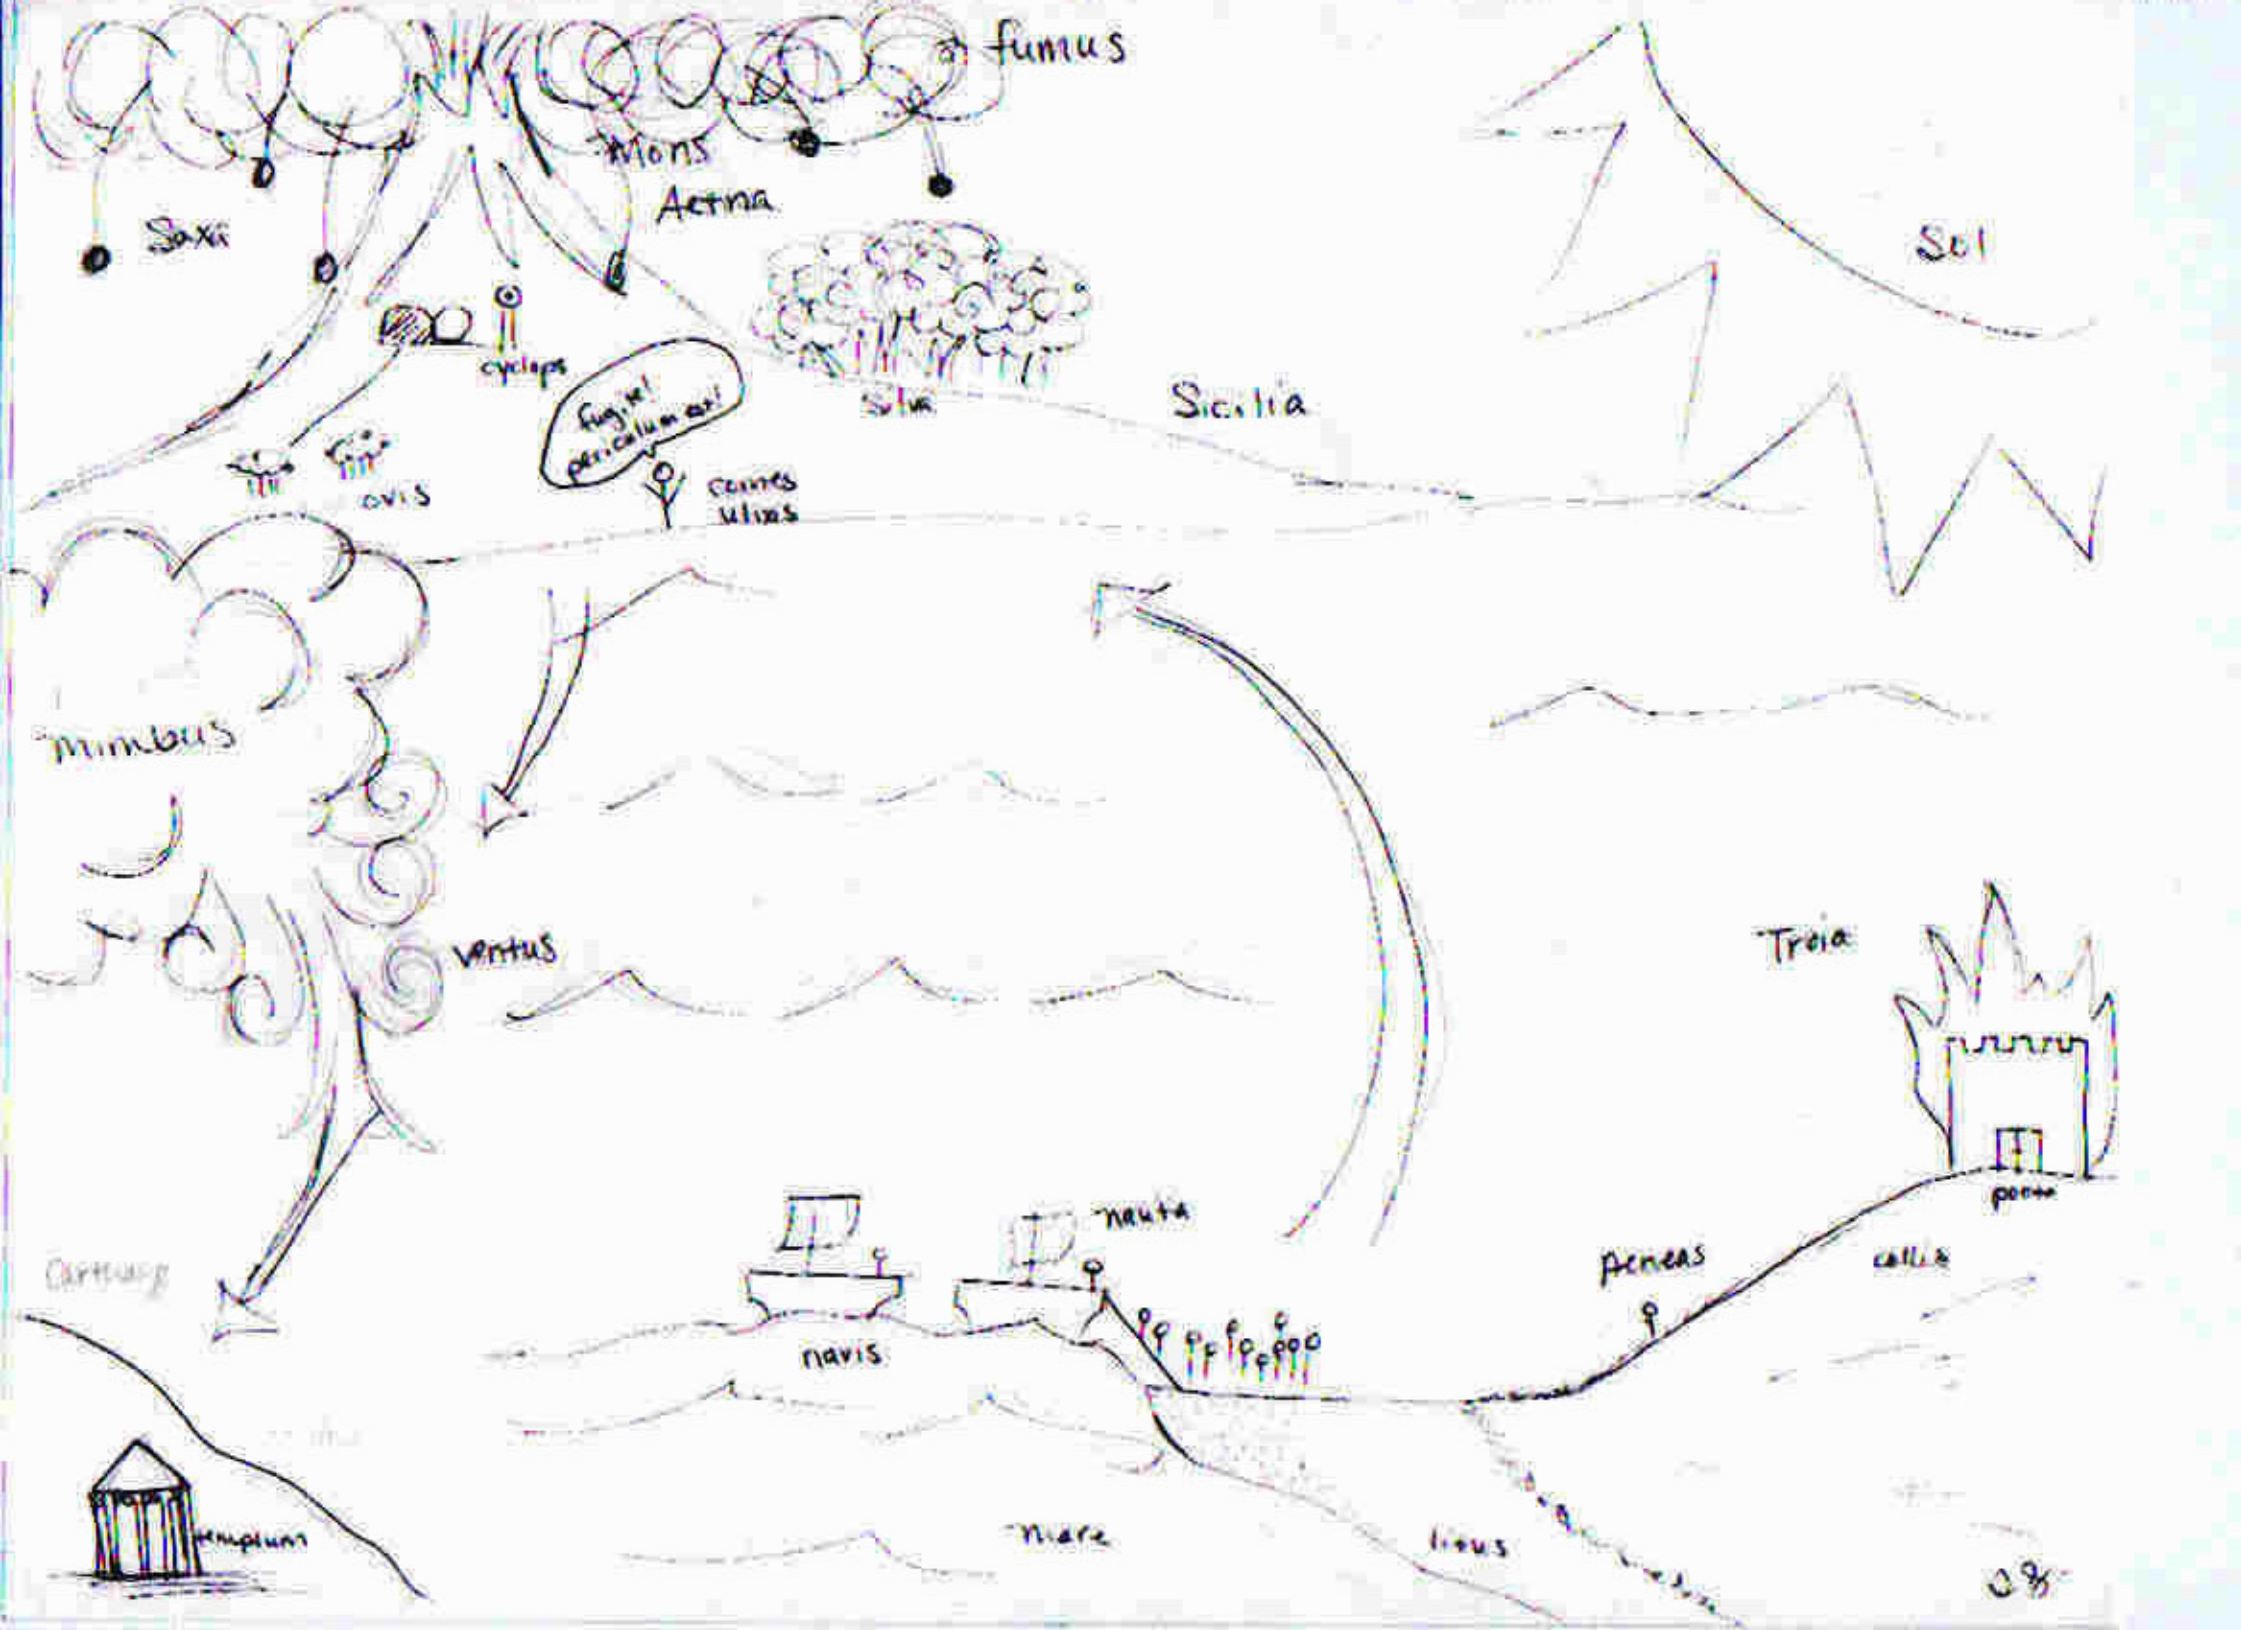 fumus
Mons
Aetna
Saxa
Sol
cyclops
fugite!
periculum est!
Silva
Sicilia
ovis
comes
ulixis
nimbus
ventus
Troia
porta
nauta
Aeneas
collis
navis
templum
mare
litus